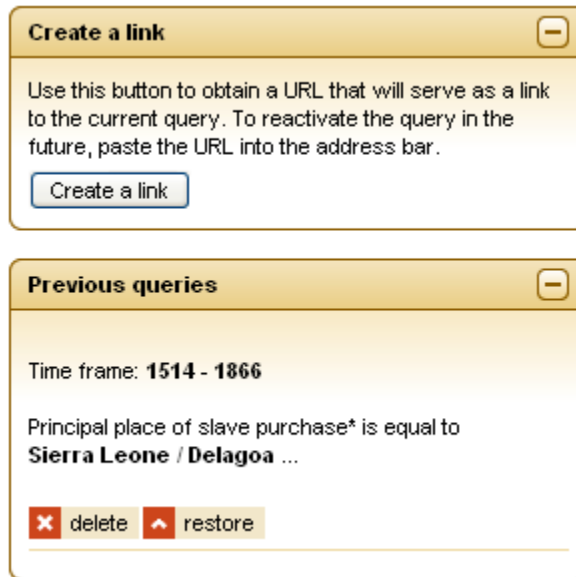 Create a link
Use this button to obtain a URL that will serve as a link
to the current query. To reactivate the query in the
future, paste the URL into the address bar.
Create a link
Previous queries
Time frame: 1514 - 1866
Principal place of slave purchase* is equal to
Sierra Leone / Delagoa ...
delete restore